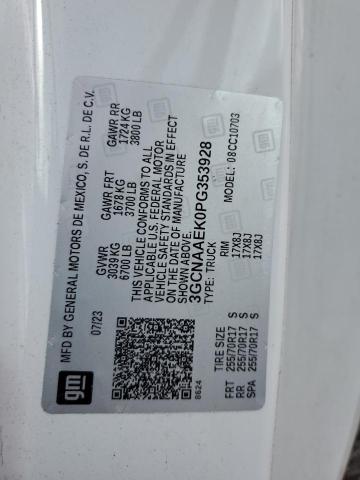 MFD BY GENERAL MOTORS DE MEXICO, S. DE R.L. DE C.V.
07/23 GVWR GAWR FRT GAWR RR
3039 KG 1678 KG 1724 KG
6700 LB 3700 LB 3800 LB
THIS VEHICLE CONFORMS TO ALL
APPLICABLE U.S. FEDERAL MOTOR
VEHICLE SAFETY STANDARDS IN EFFECT
ON THE DATE OF MANUFACTURE
3GCNAAEK0PG353928
TYPE: TRUCK MODEL: 08CC10703
TIRE SIZE RIM
FRT 255/70R17 S 17X8J
RR 255/70R17 S 17X8J
SPA 255/70R17 S 17X8J
gm
8624